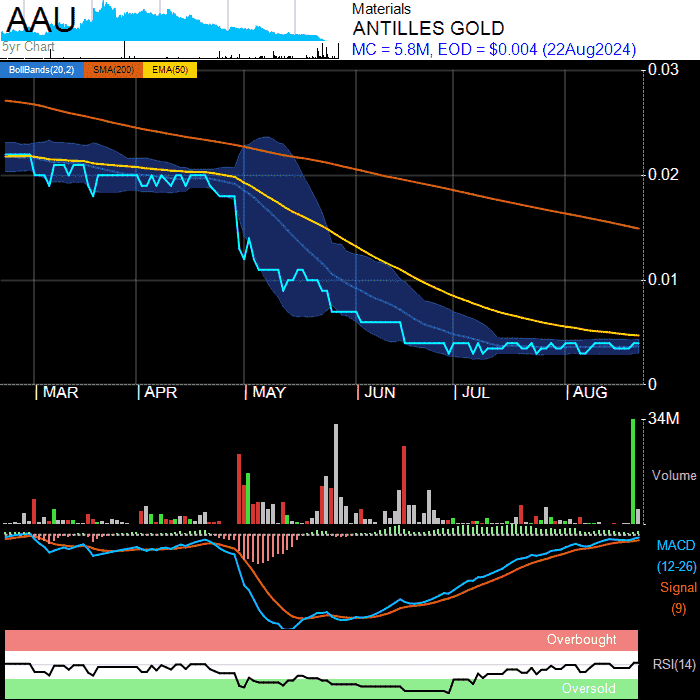 AAU
5yr Chart
Materials
ANTILLES GOLD
MC = 5.8M, EOD = $0.004 (22Aug2024)
BollBands(20,2) SMA(200) EMA(50)
0.03
0.02
0.01
0
MAR APR MAY JUN JUL AUG
34M
Volume
MACD
(12-26)
Signal
(9)
Overbought
RSI(14)
Oversold